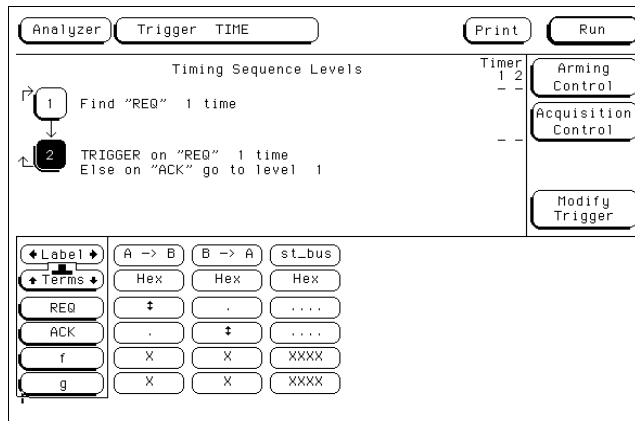 Analyzer Trigger TIME Print Run
Timing Sequence Levels
Timer
1 2
Arming
Control
1 Find "REQ" 1 time
Acquisition
Control
2 TRIGGER on "REQ" 1 time
Else on "ACK" go to level 1
Modify
Trigger
Label A -> B B -> A st_bus
Terms Hex Hex Hex
REQ ↕ . ....
ACK . ↕ ....
f X X XXXX
g X X XXXX